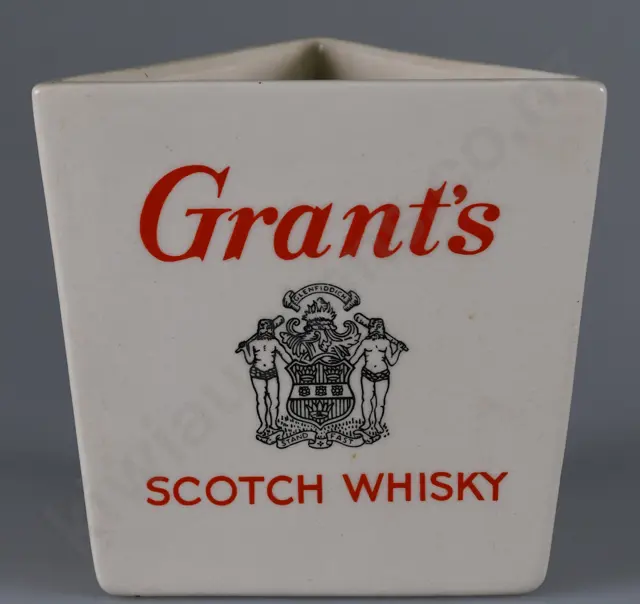 Grant's
GLENFIDDICH
STAND FAST
SCOTCH WHISKY